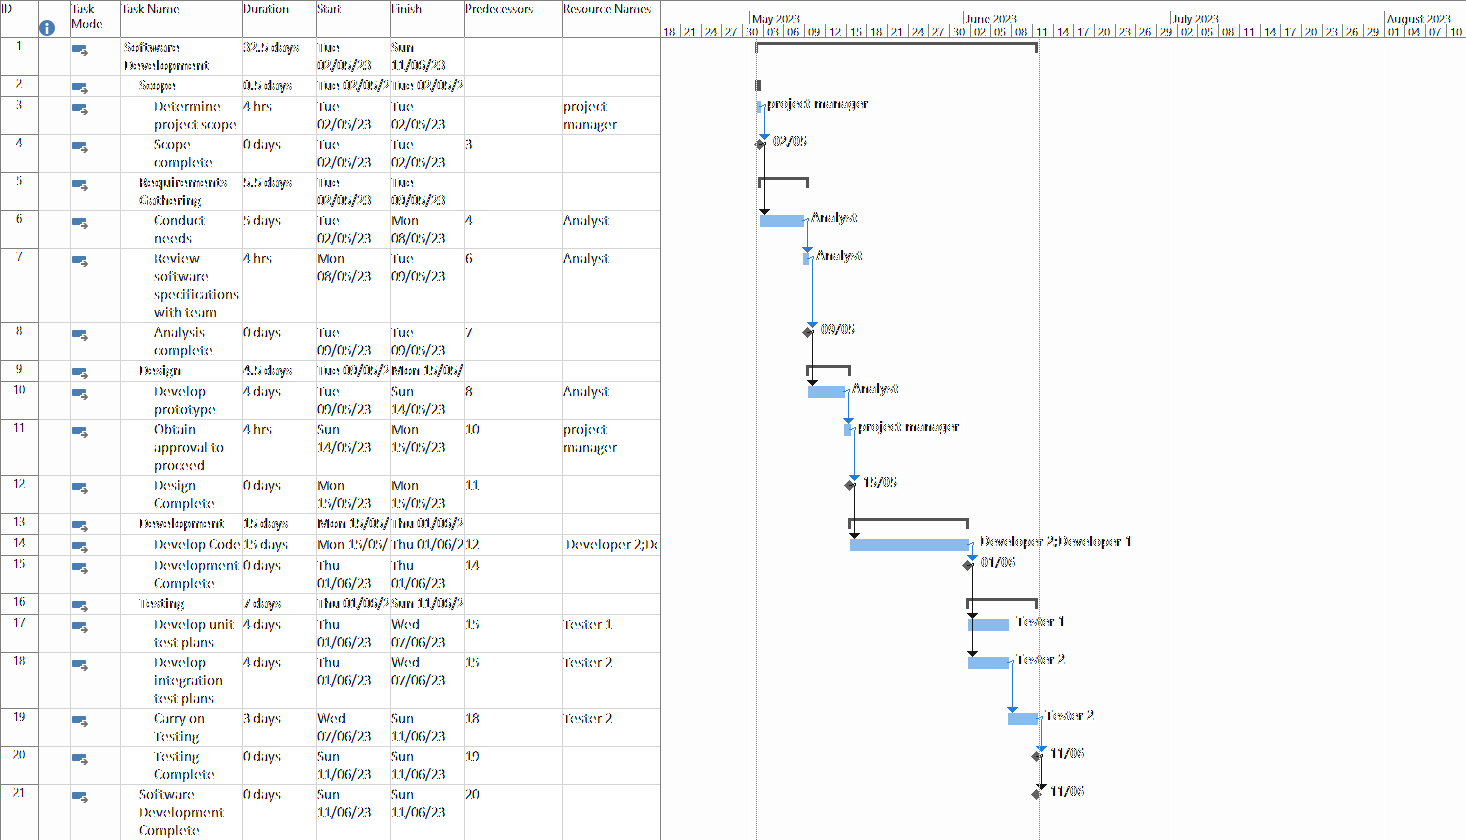 ID Task Mode Task Name Duration Start Finish Predecessors Resource Names
May 2023 June 2023 July 2023 August 2023
18 21 24 27 30 03 06 09 12 15 18 21 24 27 30 02 05 08 11 14 17 20 23 26 29 02 05 08 11 14 17 20 23 26 29 01 04 07 10
1 Software Development 32.5 days Tue 02/05/23 Sun 11/06/23
2 Scope 0.5 days Tue 02/05/2 Tue 02/05/2
3 Determine project scope 4 hrs Tue 02/05/23 Tue 02/05/23 project manager
project manager
4 Scope complete 0 days Tue 02/05/23 Tue 02/05/23 3
02/05
5 Requirements Gathering 5.5 days Tue 02/05/23 Tue 09/05/23
6 Conduct needs 5 days Tue 02/05/23 Mon 08/05/23 4 Analyst
Analyst
7 Review software specifications with team 4 hrs Mon 08/05/23 Tue 09/05/23 6 Analyst
Analyst
8 Analysis complete 0 days Tue 09/05/23 Tue 09/05/23 7
09/05
9 Design 4.5 days Tue 09/05/2 Mon 15/05/
10 Develop prototype 4 days Tue 09/05/23 Sun 14/05/23 8 Analyst
Analyst
11 Obtain approval to proceed 4 hrs Sun 14/05/23 Mon 15/05/23 10 project manager
project manager
12 Design Complete 0 days Mon 15/05/23 Mon 15/05/23 11
15/05
13 Development 15 days Mon 15/05/ Thu 01/06/2
14 Develop Code 15 days Mon 15/05/ Thu 01/06/2 12 Developer 2;De
Developer 2;Developer 1
15 Development Complete 0 days Thu 01/06/23 Thu 01/06/23 14
01/06
16 Testing 7 days Thu 01/06/2 Sun 11/06/2
17 Develop unit test plans 4 days Thu 01/06/23 Wed 07/06/23 15 Tester 1
Tester 1
18 Develop integration test plans 4 days Thu 01/06/23 Wed 07/06/23 15 Tester 2
Tester 2
19 Carry on Testing 3 days Wed 07/06/23 Sun 11/06/23 18 Tester 2
Tester 2
20 Testing Complete 0 days Sun 11/06/23 Sun 11/06/23 19
11/06
21 Software Development Complete 0 days Sun 11/06/23 Sun 11/06/23 20
11/06